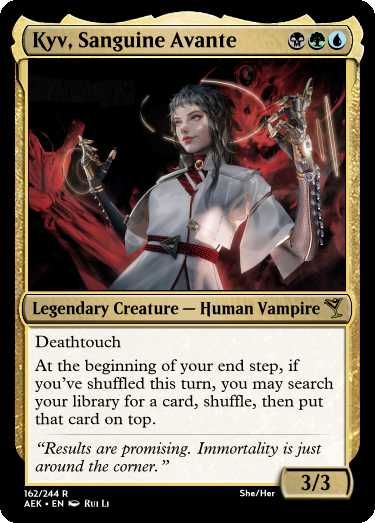 Kyv, Sanguine Avante
Legendary Creature — Human Vampire
Deathtouch
At the beginning of your end step, if
you've shuffled this turn, you may search
your library for a card, shuffle, then put
that card on top.
“Results are promising. Immortality is just
around the corner.”
3/3
162/244 R
She/Her
AEK • EN Rui Li